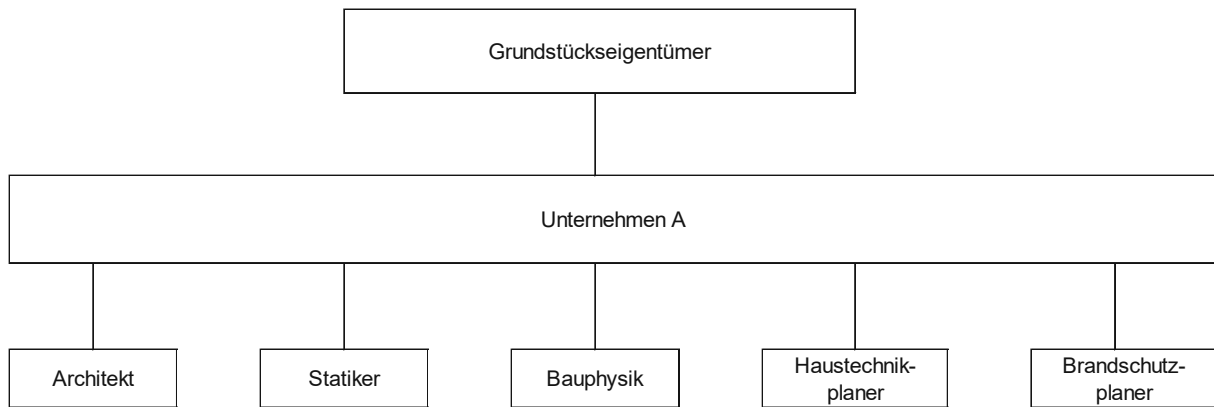 Grundstückseigentümer
Unternehmen A
Architekt
Statiker
Bauphysik
Haustechnik-
planer
Brandschutz-
planer